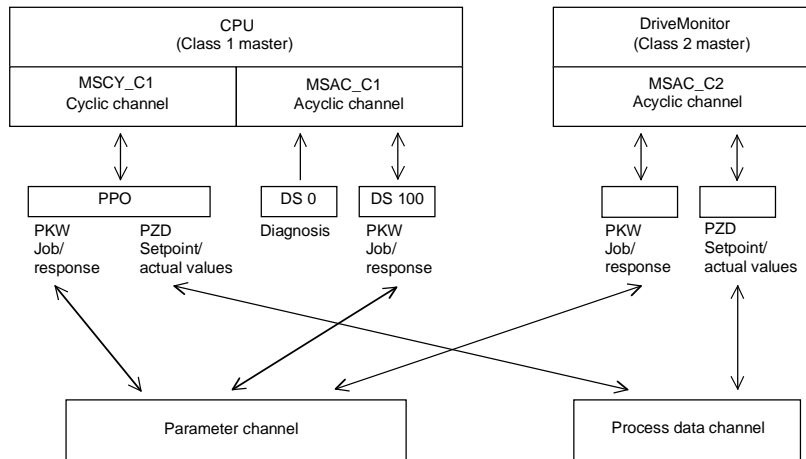 CPU
(Class 1 master)
DriveMonitor
(Class 2 master)
MSCY_C1
Cyclic channel
MSAC_C1
Acyclic channel
MSAC_C2
Acyclic channel
PPO
DS 0
DS 100
PKW
Job/
response
PZD
Setpoint/
actual values
Diagnosis
PKW
Job/
response
PKW
Job/
response
PZD
Setpoint/
actual values
Parameter channel
Process data channel